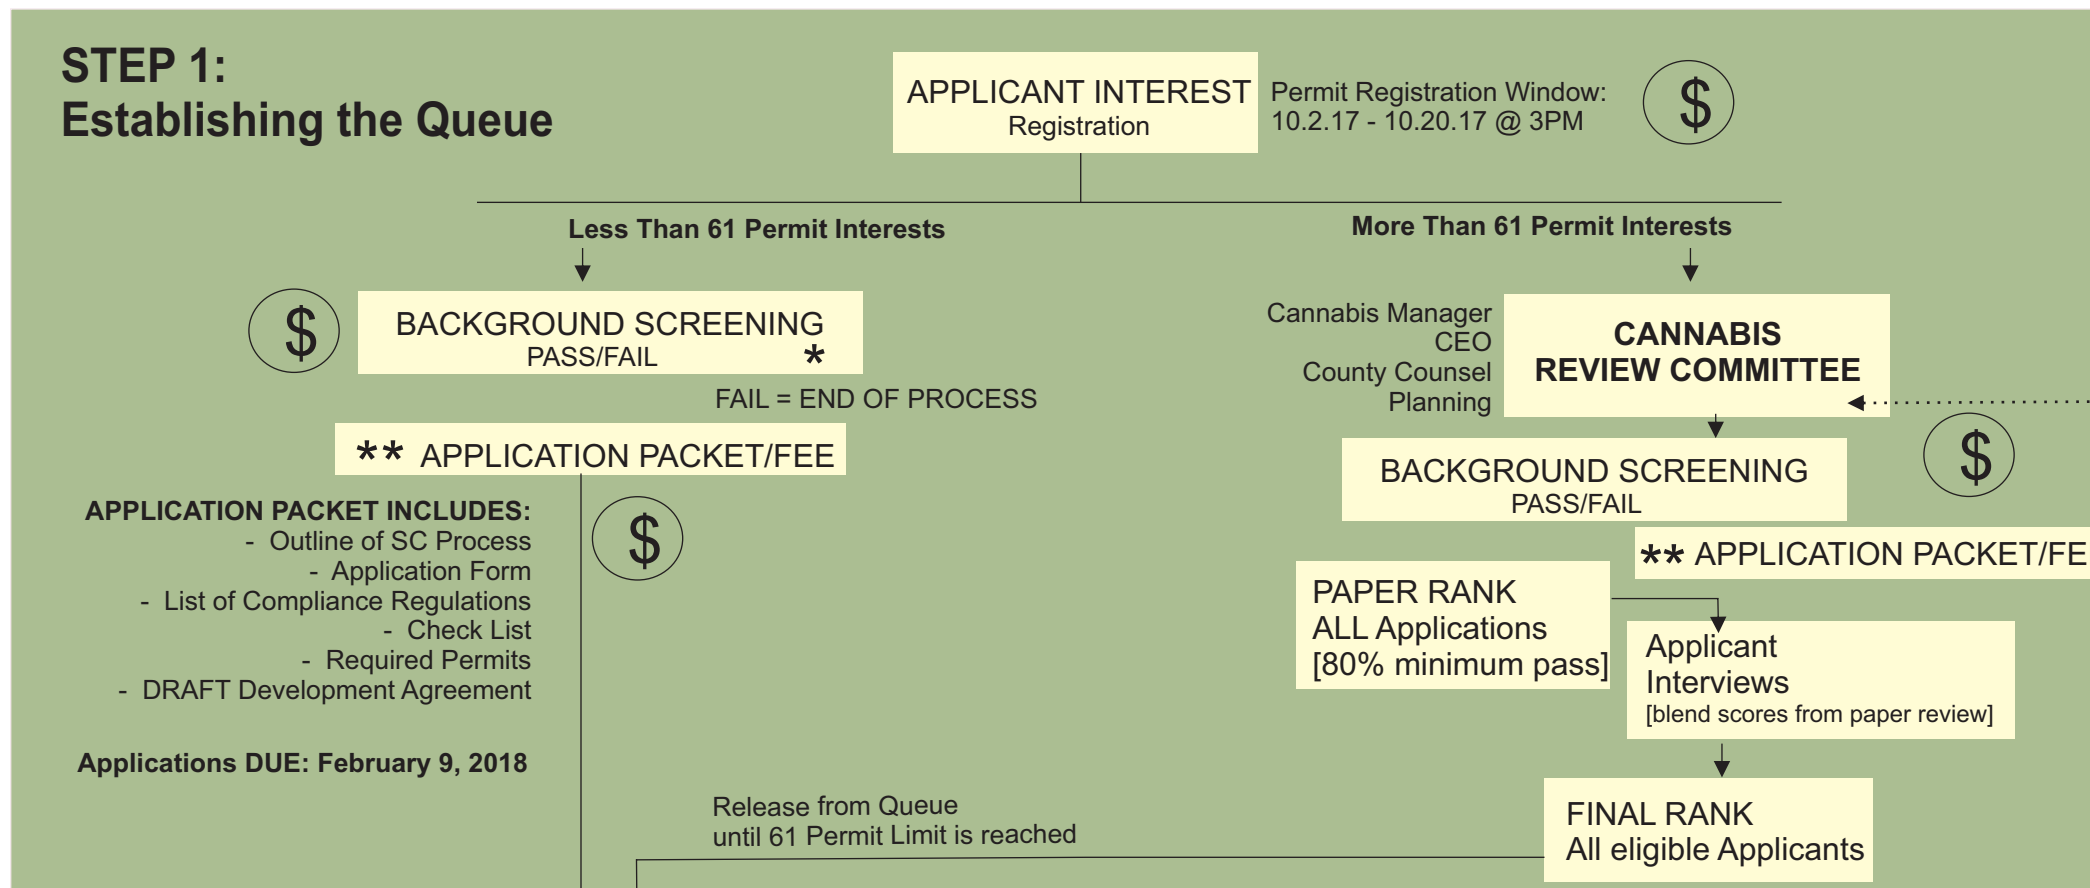 STEP 1:
Establishing the Queue
APPLICANT INTEREST
Registration
Permit Registration Window:
10.2.17 - 10.20.17 @ 3PM
$
Less Than 61 Permit Interests
More Than 61 Permit Interests
$
BACKGROUND SCREENING
PASS/FAIL *
FAIL = END OF PROCESS
** APPLICATION PACKET/FEE
$
APPLICATION PACKET INCLUDES:
- Outline of SC Process
- Application Form
- List of Compliance Regulations
- Check List
- Required Permits
- DRAFT Development Agreement
Applications DUE: February 9, 2018
Cannabis Manager
CEO
County Counsel
Planning
CANNABIS
REVIEW COMMITTEE
$
BACKGROUND SCREENING
PASS/FAIL
** APPLICATION PACKET/FE
PAPER RANK
ALL Applications
[80% minimum pass]
Applicant
Interviews
[blend scores from paper review]
FINAL RANK
All eligible Applicants
Release from Queue
until 61 Permit Limit is reached